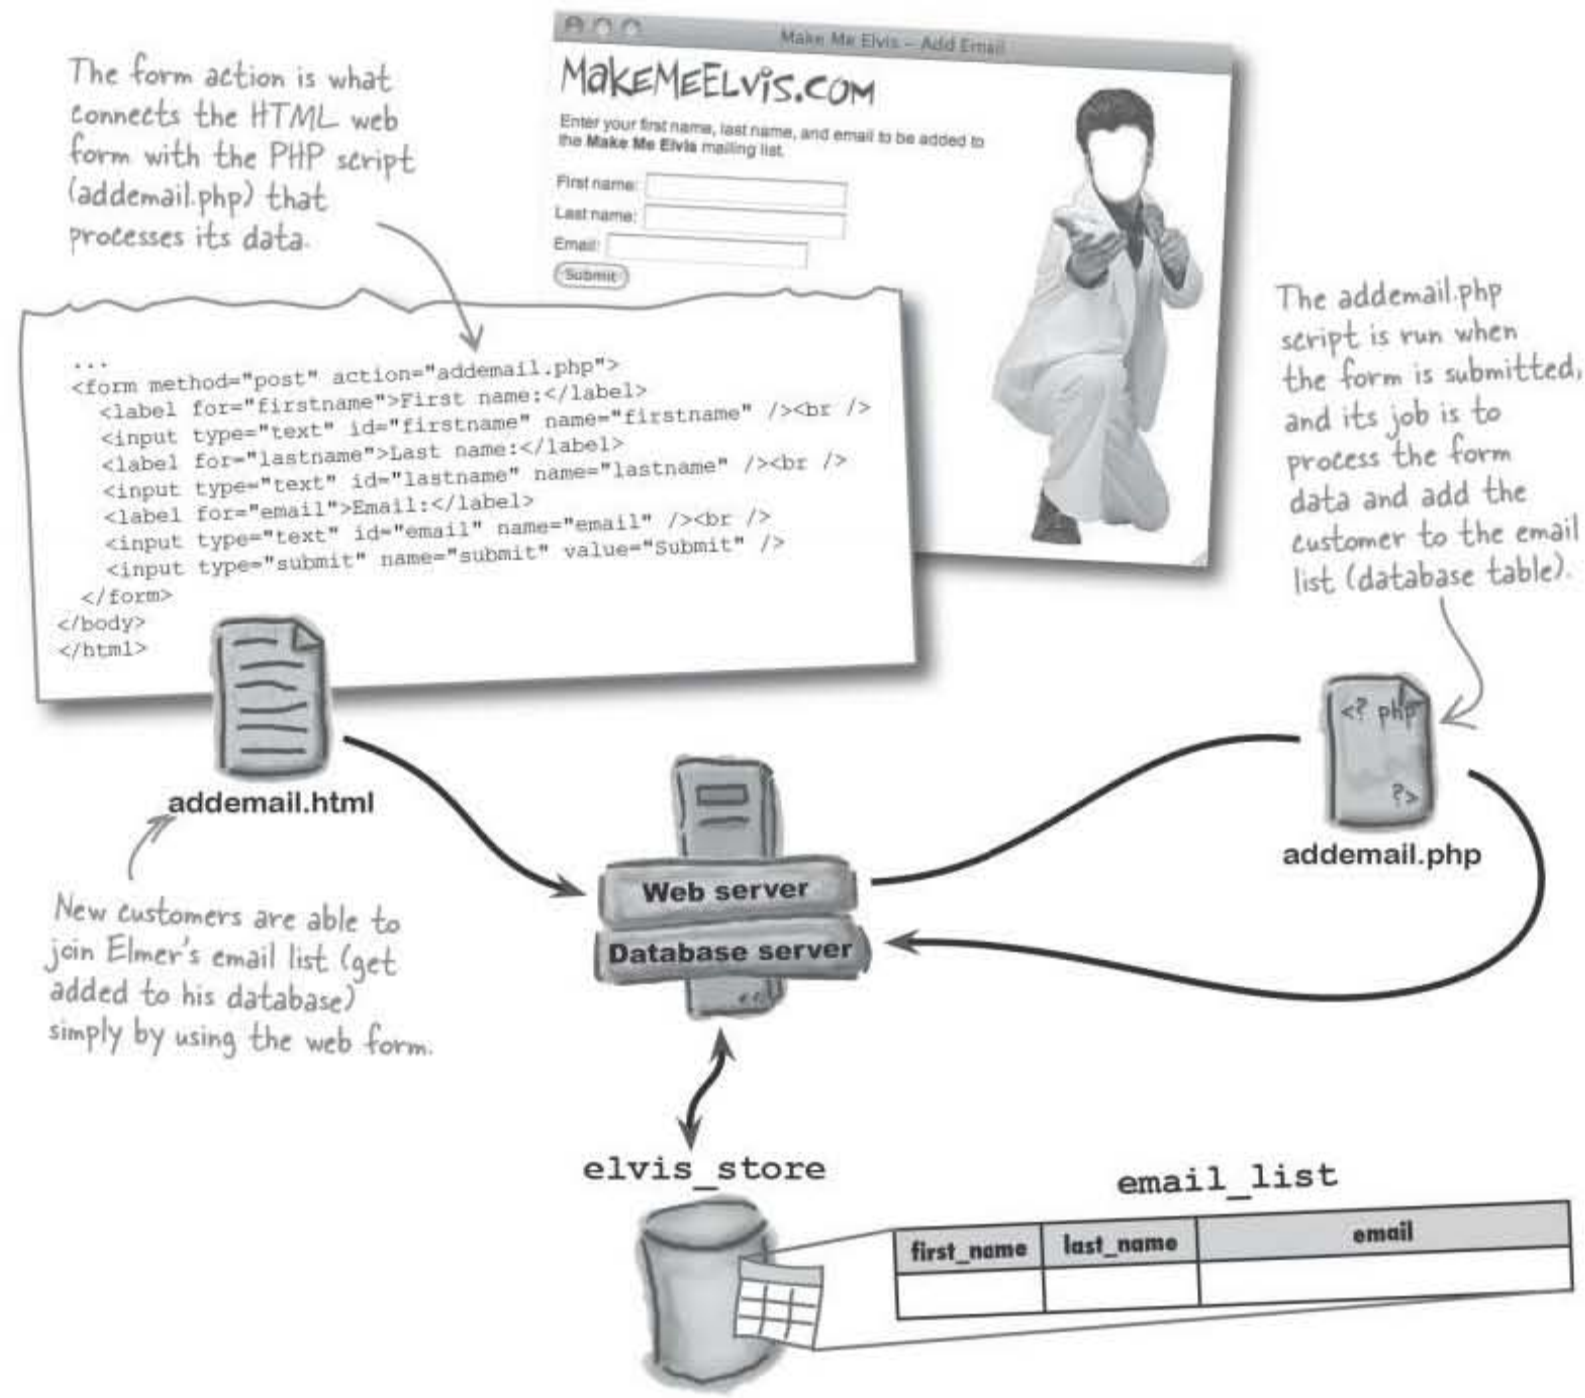 The form action is what
connects the HTML web
form with the PHP script
(addemail.php) that
processes its data.
Make Me Elvis - Add Email
MakeMeElvis.com
Enter your first name, last name, and email to be added to
the Make Me Elvis mailing list.
First name:
Last name:
Email:
Submit
...
<form method="post" action="addemail.php">
<label for="firstname">First name:</label>
<input type="text" id="firstname" name="firstname" /><br />
<label for="lastname">Last name:</label>
<input type="text" id="lastname" name="lastname" /><br />
<label for="email">Email:</label>
<input type="text" id="email" name="email" /><br />
<input type="submit" name="submit" value="Submit" />
</form>
</body>
</html>
The addemail.php
script is run when
the form is submitted,
and its job is to
process the form
data and add the
customer to the email
list (database table).
<? php
?>
addemail.html
addemail.php
New customers are able to
join Elmer's email list (get
added to his database)
simply by using the web form.
Web server
Database server
elvis_store
email_list
first_name last_name email